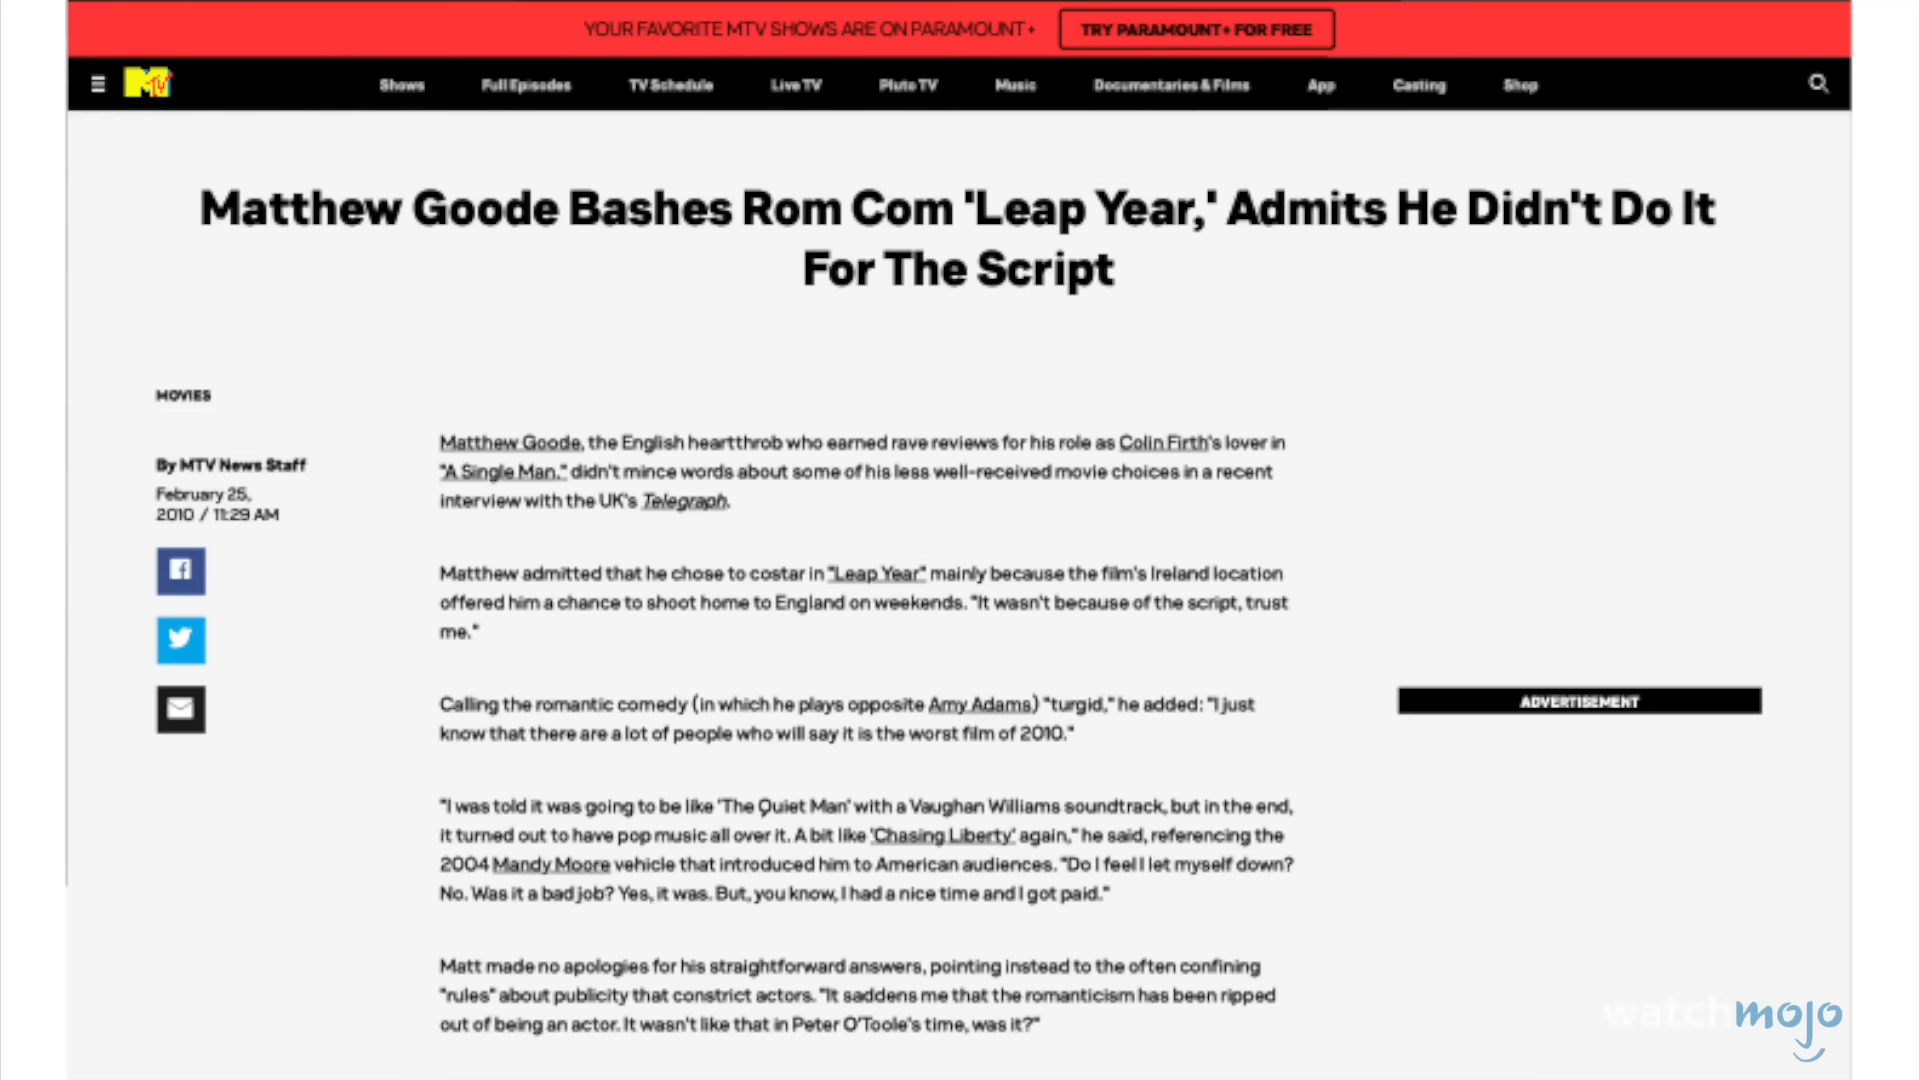 YOUR FAVORITE MTV SHOWS ARE ON PARAMOUNT +
TRY PARAMOUNT+ FOR FREE
MTV
Shows
Full Episodes
TV Schedule
Live TV
Pluto TV
Music
Documentaries & Films
App
Casting
Shop
Matthew Goode Bashes Rom Com 'Leap Year,' Admits He Didn't Do It
For The Script
MOVIES
By MTV News Staff
February 25,
2010 / 11:29 AM
Matthew Goode, the English heartthrob who earned rave reviews for his role as Colin Firth's lover in
"A Single Man," didn't mince words about some of his less well-received movie choices in a recent
interview with the UK's Telegraph.
Matthew admitted that he chose to costar in "Leap Year" mainly because the film's Ireland location
offered him a chance to shoot home to England on weekends. "It wasn't because of the script, trust
me."
Calling the romantic comedy (in which he plays opposite Amy Adams) "turgid," he added: "I just
know that there are a lot of people who will say it is the worst film of 2010."
"I was told it was going to be like 'The Quiet Man' with a Vaughan Williams soundtrack, but in the end,
it turned out to have pop music all over it. A bit like 'Chasing Liberty' again," he said, referencing the
2004 Mandy Moore vehicle that introduced him to American audiences. "Do I feel I let myself down?
No. Was it a bad job? Yes, it was. But, you know, I had a nice time and I got paid."
Matt made no apologies for his straightforward answers, pointing instead to the often confining
"rules" about publicity that constrict actors. "It saddens me that the romanticism has been ripped
out of being an actor. It wasn't like that in Peter O'Toole's time, was it?"
ADVERTISEMENT
watchmojo